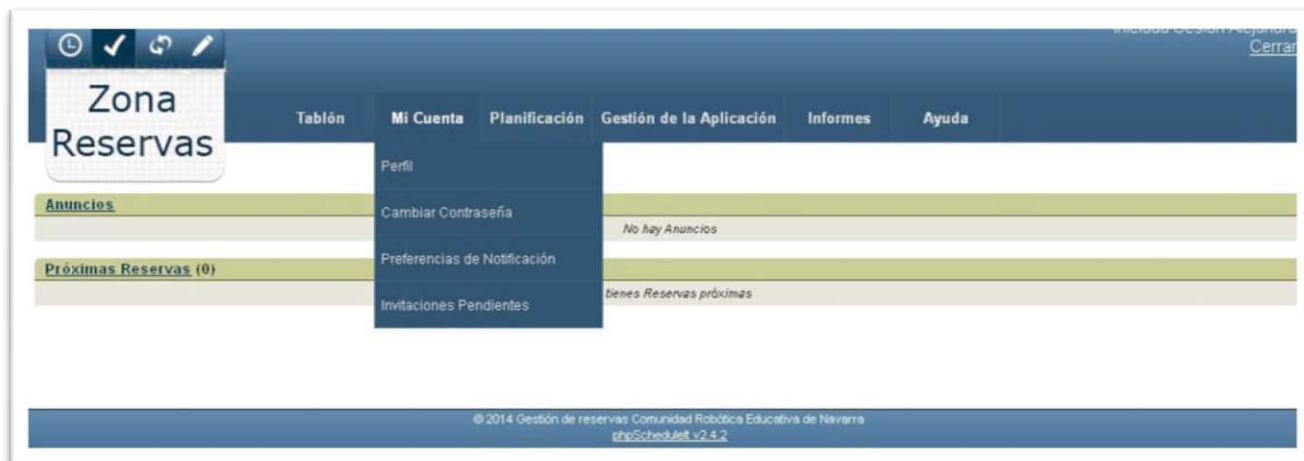 Cerrar
Zona
Reservas
Tablón Mi Cuenta Planificación Gestión de la Aplicación Informes Ayuda
Perfil
Cambiar Contraseña
Preferencias de Notificación
Invitaciones Pendientes
Anuncios
No hay Anuncios
Próximas Reservas (0)
tienes Reservas próximas
© 2014 Gestión de reservas Comunidad Robótica Educativa de Navarra
phpScheduleIt v2.4.2